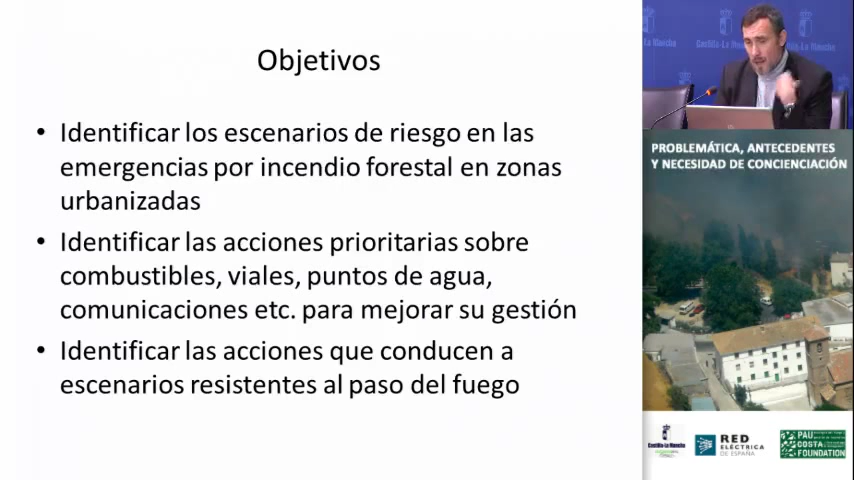 Objetivos
• Identificar los escenarios de riesgo en las
emergencias por incendio forestal en zonas
urbanizadas
• Identificar las acciones prioritarias sobre
combustibles, viales, puntos de agua,
comunicaciones etc. para mejorar su gestión
• Identificar las acciones que conducen a
escenarios resistentes al paso del fuego
Castilla-La Mancha
PROBLEMÁTICA, ANTECEDENTES
Y NECESIDAD DE CONCIENCIACIÓN
Castilla-La Mancha
RED
ELÉCTRICA
DE ESPAÑA
PAU
COSTA
FOUNDATION